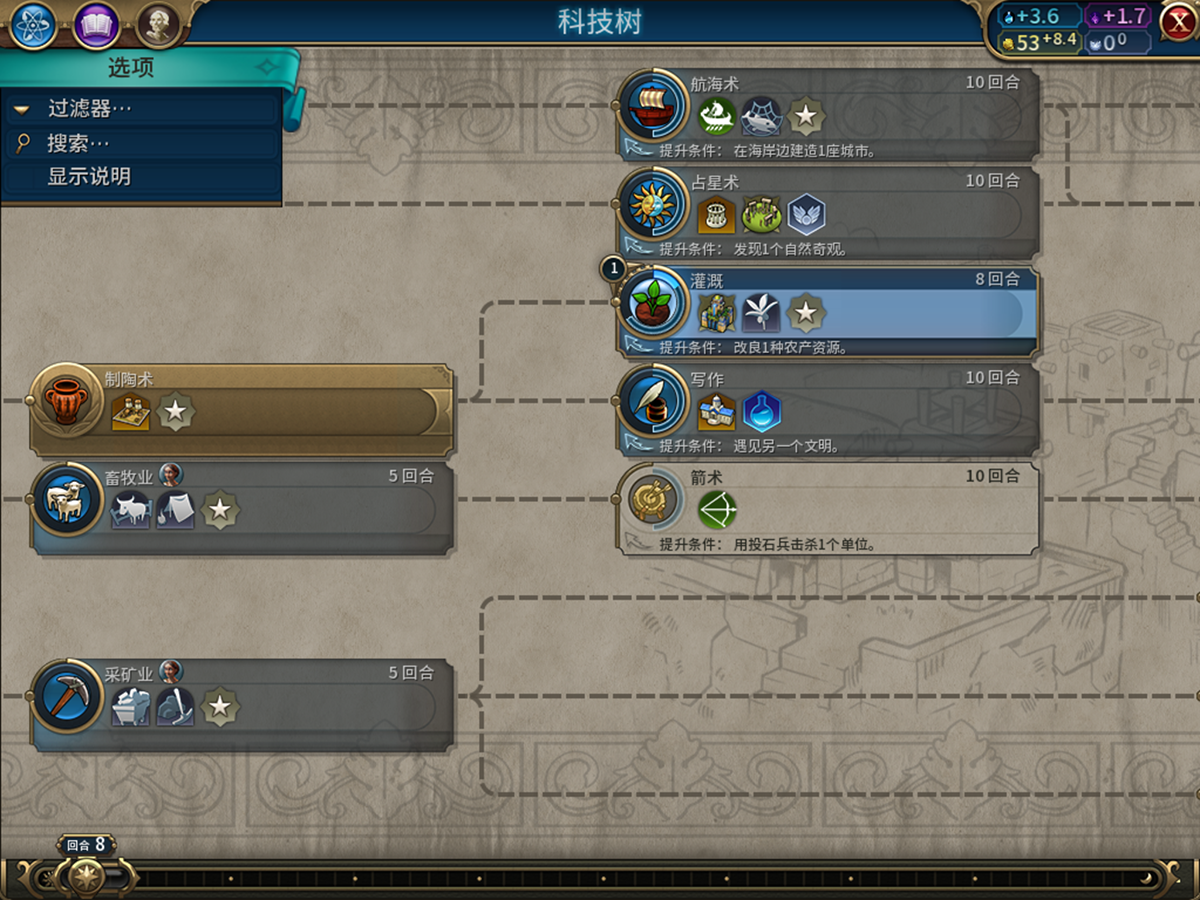 科技树
+3.6
+1.7
53 +8.4
0 0
X
选项
过滤器…
搜索…
显示说明
航海术
10 回合
提升条件： 在海岸边建造1座城市。
占星术
10 回合
提升条件： 发现1个自然奇观。
1
灌溉
8 回合
提升条件： 改良1种农产资源。
制陶术
写作
10 回合
提升条件： 遇见另一个文明。
畜牧业
5 回合
箭术
10 回合
提升条件： 用投石兵击杀1个单位。
采矿业
5 回合
回合 8